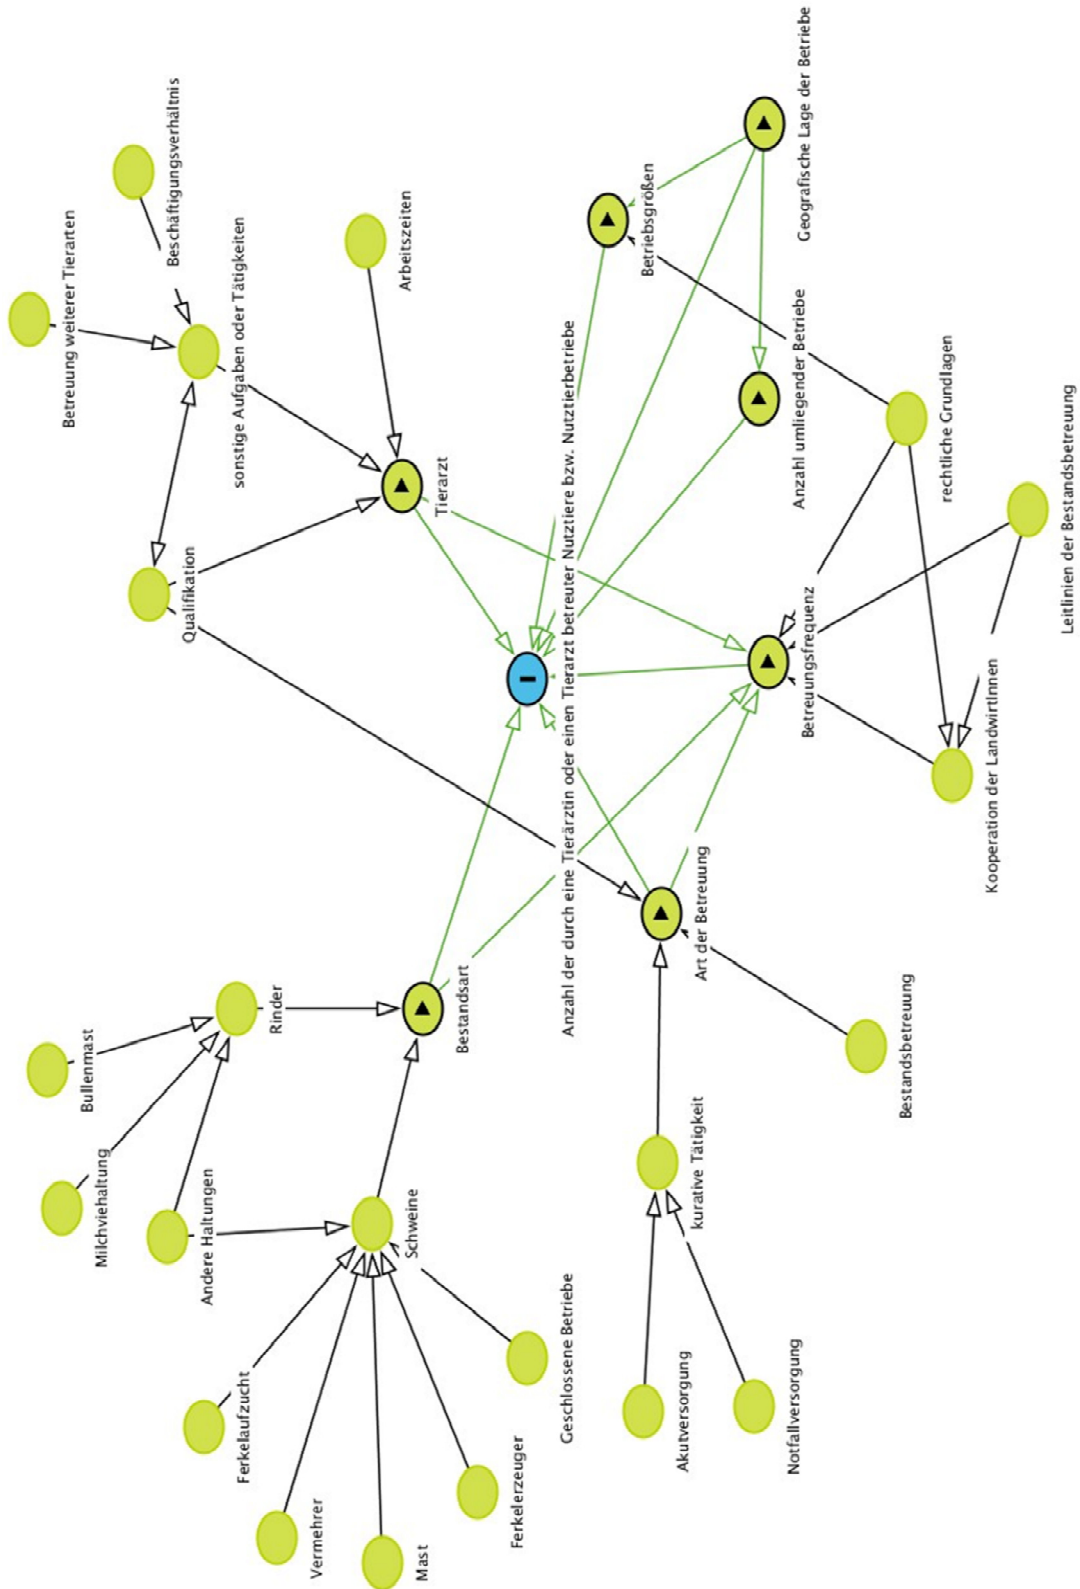 Betreuung weiterer Tierarten
Beschäftigungsverhältnis
sonstige Aufgaben oder Tätigkeiten
Arbeitszeiten
Qualifikation
Tierarzt
Geografische Lage der Betriebe
Betriebsgrößen
Anzahl umliegender Betriebe
rechtliche Grundlagen
Leitlinien der Bestandsbetreuung
Anzahl der durch eine Tierärztin oder einen Tierarzt betreuter Nutztiere bzw. Nutztierbetriebe
Betreuungsfrequenz
Kooperation der LandwirtInnen
Art der Betreuung
Bestandsbetreuung
kurative Tätigkeit
Akutversorgung
Notfallversorgung
Bestandsart
Rinder
Bullenmast
Milchviehaltung
Andere Haltungen
Schweine
Ferkelaufzucht
Vermehrer
Mast
Ferkelerzeuger
Geschlossene Betriebe